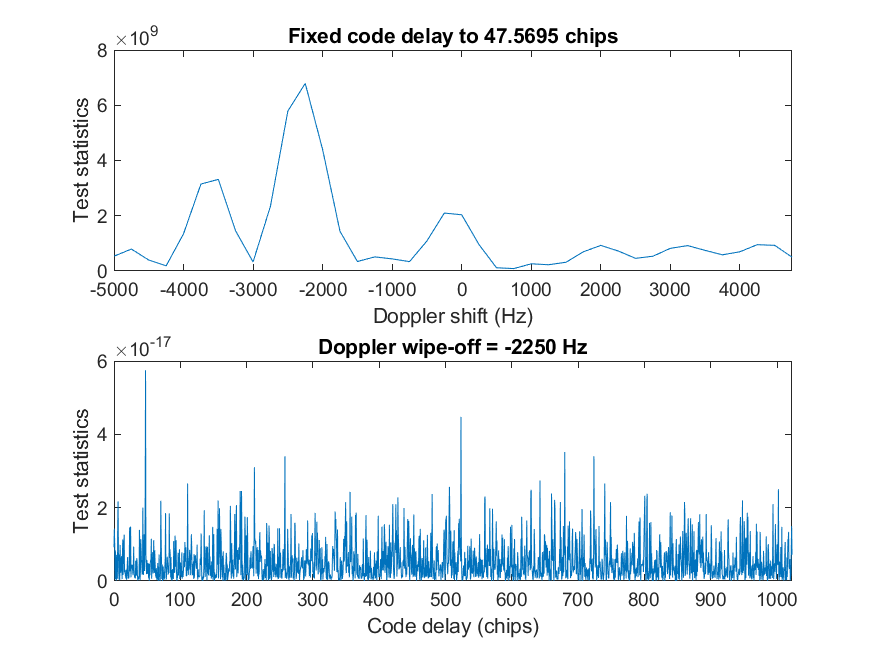 ×10^9
Fixed code delay to 47.5695 chips
8
6
4
2
0
Test statistics
-5000 -4000 -3000 -2000 -1000 0 1000 2000 3000 4000
Doppler shift (Hz)
×10^-17
Doppler wipe-off = -2250 Hz
6
4
2
0
Test statistics
0 100 200 300 400 500 600 700 800 900 1000
Code delay (chips)